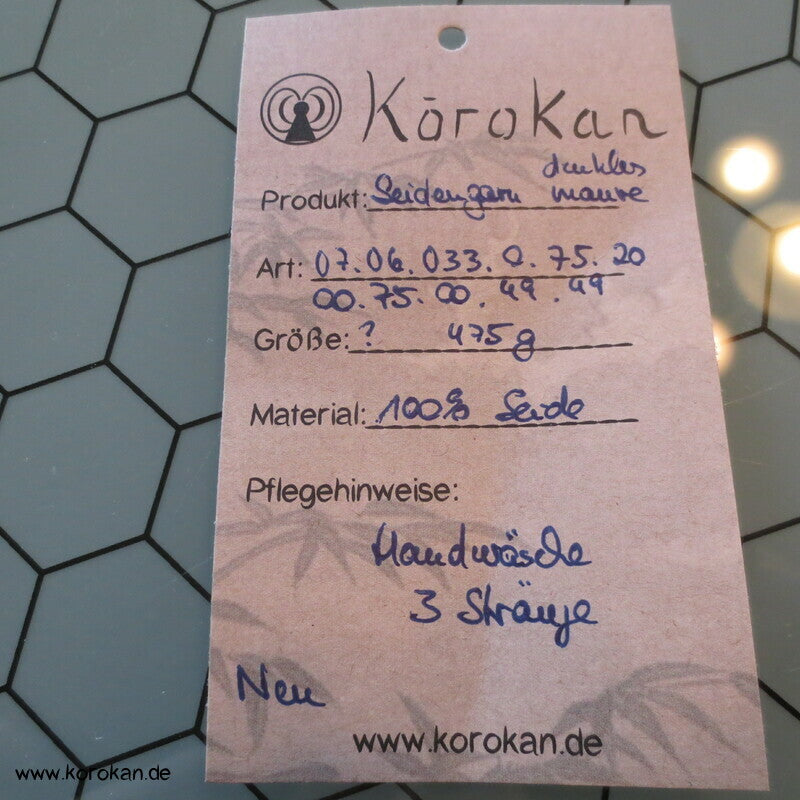 Kōrokan
dunkles
Produkt: Seidengarn mauve
Art: 07.06.033.0.75.20
00.75.00.49.49
Größe: ? 475g
Material: 100% Seide
Pflegehinweise:
Handwäsche
3 Stränge
Neu
www.korokan.de
www.korokan.de